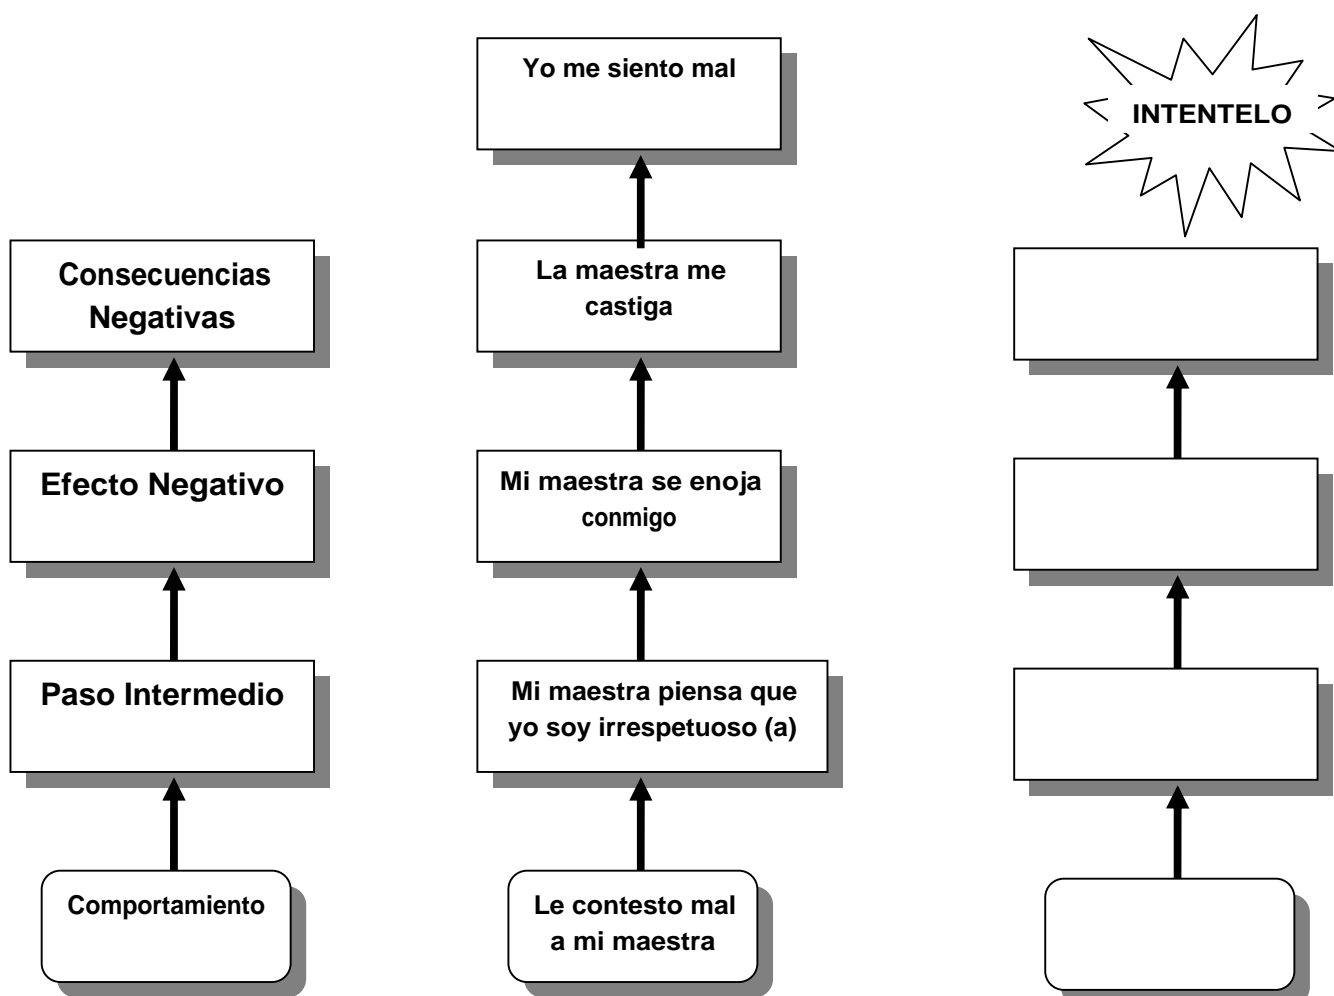 Yo me siento mal
INTENTELO
Consecuencias
Negativas
La maestra me
castiga
Efecto Negativo
Mi maestra se enoja
conmigo
Paso Intermedio
Mi maestra piensa que
yo soy irrespetuoso (a)
Comportamiento
Le contesto mal
a mi maestra